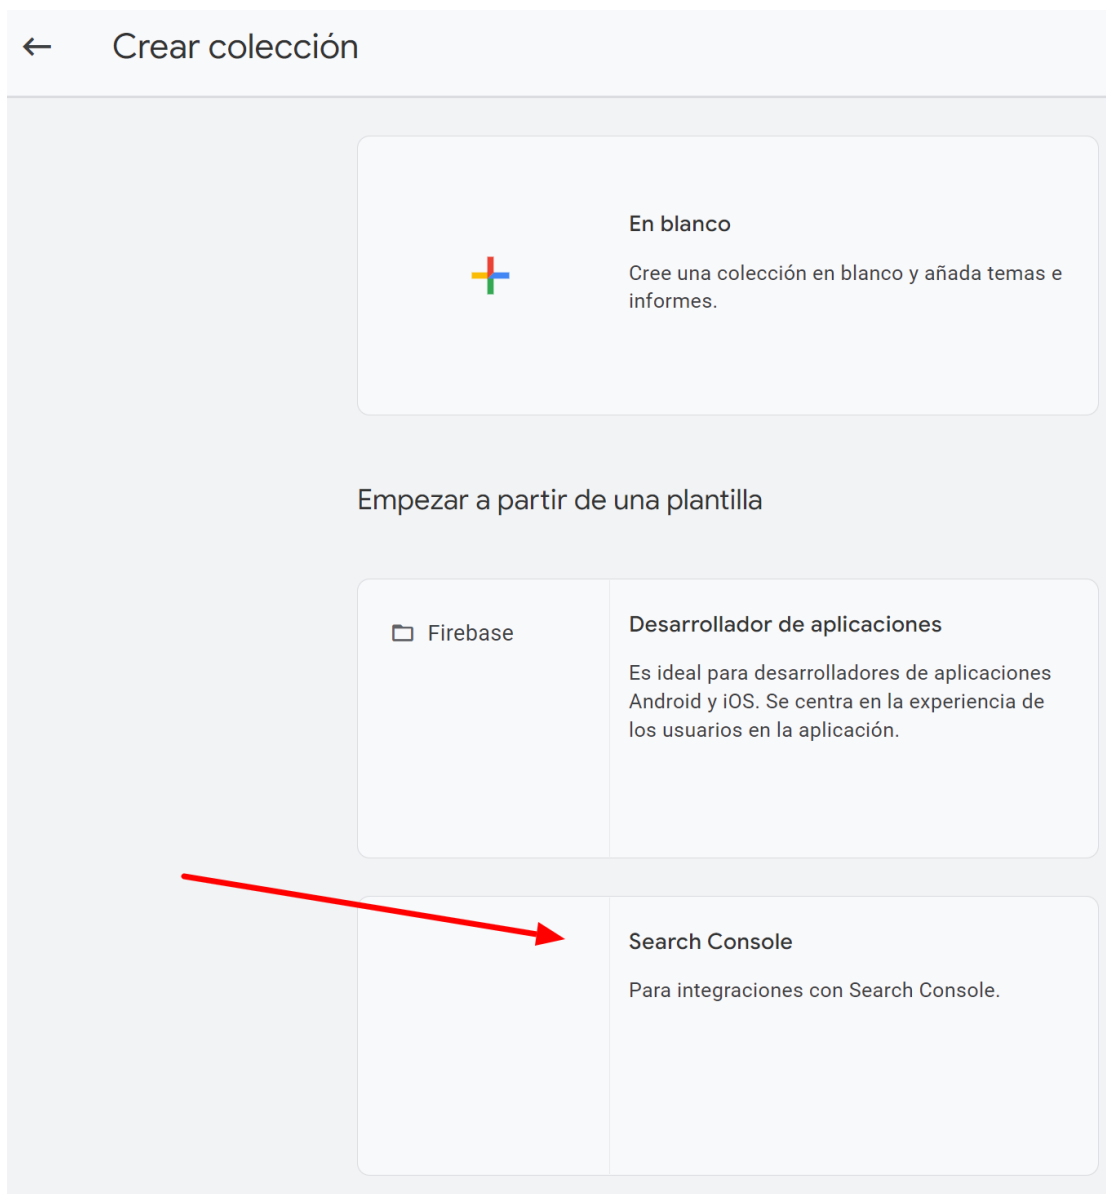 Crear colección
En blanco
Cree una colección en blanco y añada temas e
informes.
Empezar a partir de una plantilla
Firebase
Desarrollador de aplicaciones
Es ideal para desarrolladores de aplicaciones
Android y iOS. Se centra en la experiencia de
los usuarios en la aplicación.
Search Console
Para integraciones con Search Console.